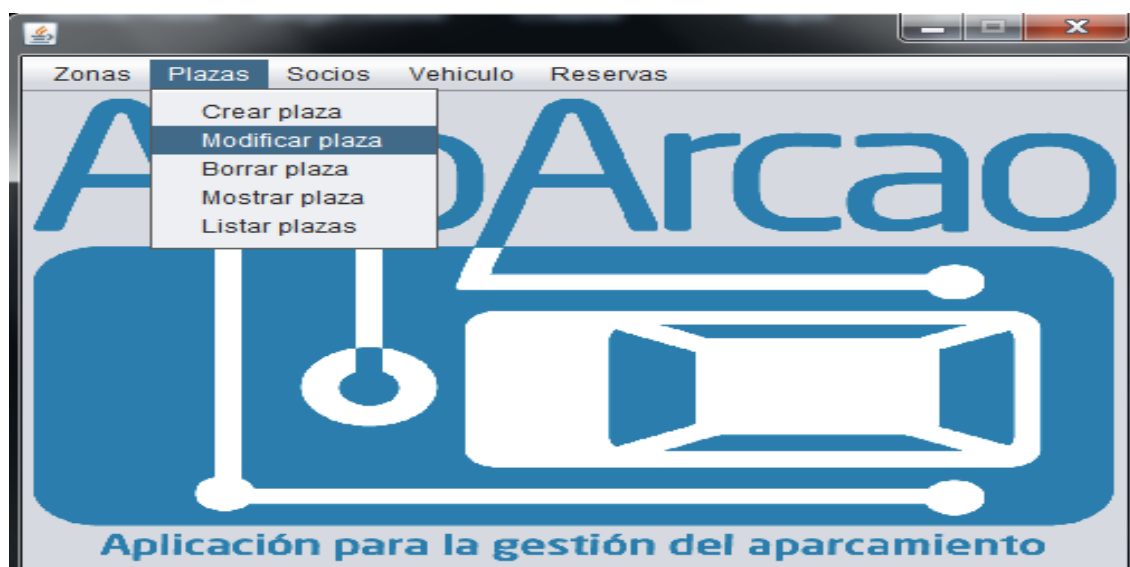 Zonas Plazas Socios Vehiculo Reservas
Crear plaza
Modificar plaza
Borrar plaza
Mostrar plaza
Listar plazas
Arcao
Aplicación para la gestión del aparcamiento